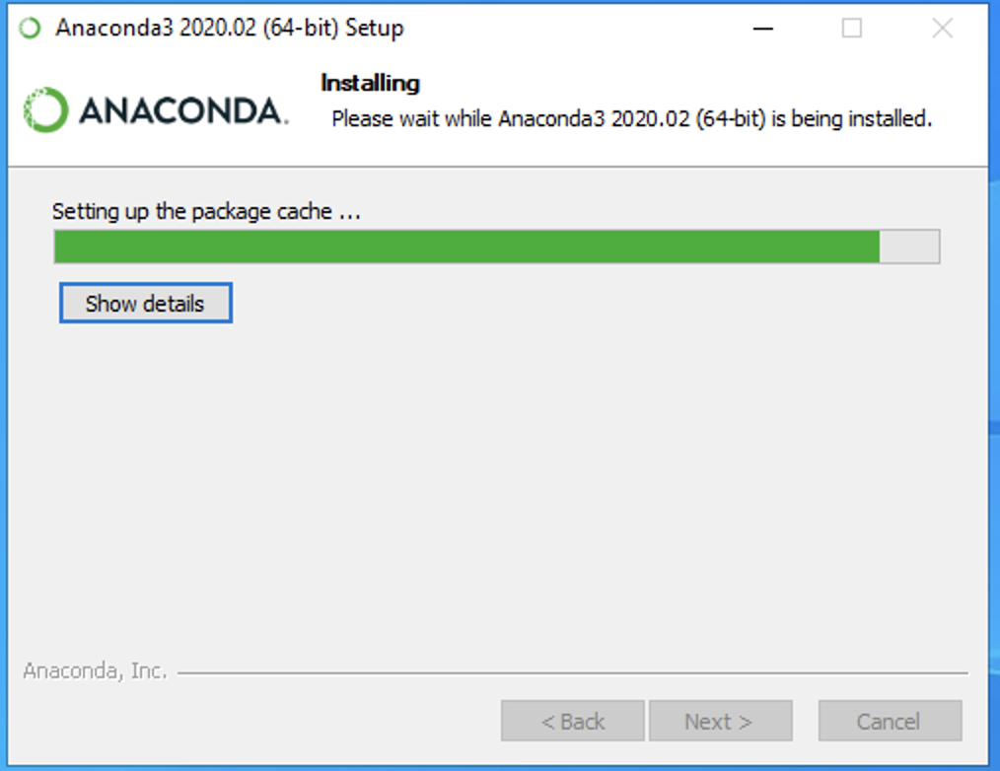 Anaconda3 2020.02 (64-bit) Setup
ANACONDA.
Installing
Please wait while Anaconda3 2020.02 (64-bit) is being installed.
Setting up the package cache ...
Show details
Anaconda, Inc.
< Back
Next >
Cancel